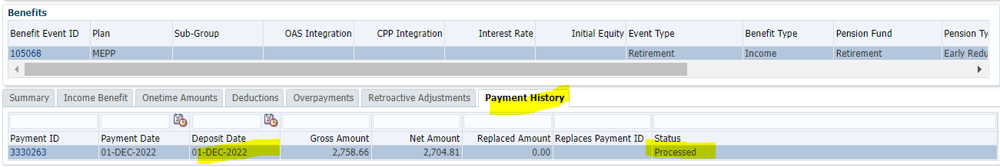 Benefits
Benefit Event ID Plan Sub-Group OAS Integration CPP Integration Interest Rate Initial Equity Event Type Benefit Type Pension Fund Pension Ty
105068 MEPP Retirement Income Retirement Early Redu
Summary Income Benefit Onetime Amounts Deductions Overpayments Retroactive Adjustments Payment History
Payment ID Payment Date Deposit Date Gross Amount Net Amount Replaced Amount Replaces Payment ID Status
3330263 01-DEC-2022 01-DEC-2022 2,758.66 2,704.81 0.00 Processed